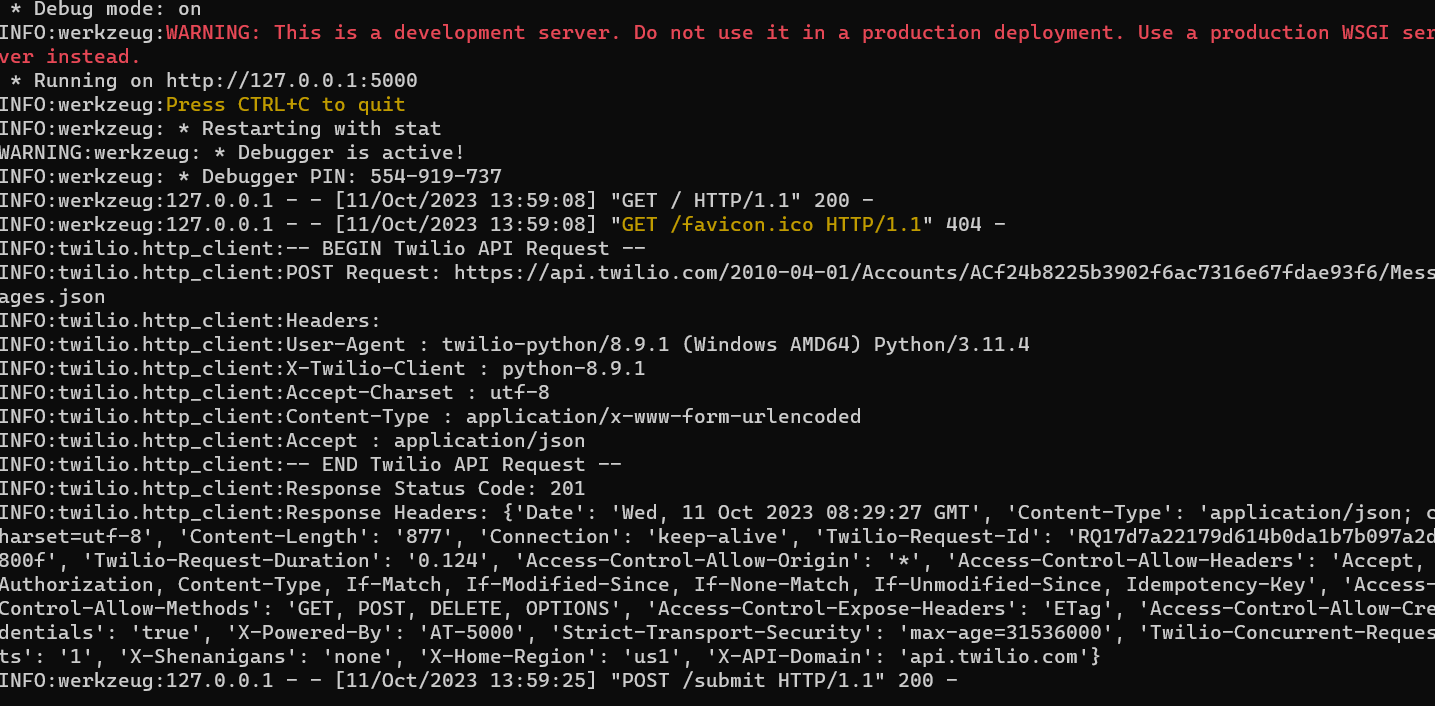 * Debug mode: on
INFO:werkzeug:WARNING: This is a development server. Do not use it in a production deployment. Use a production WSGI ser
ver instead.
 * Running on http://127.0.0.1:5000
INFO:werkzeug:Press CTRL+C to quit
INFO:werkzeug: * Restarting with stat
WARNING:werkzeug: * Debugger is active!
INFO:werkzeug: * Debugger PIN: 554-919-737
INFO:werkzeug:127.0.0.1 - - [11/Oct/2023 13:59:08] "GET / HTTP/1.1" 200 -
INFO:werkzeug:127.0.0.1 - - [11/Oct/2023 13:59:08] "GET /favicon.ico HTTP/1.1" 404 -
INFO:twilio.http_client:-- BEGIN Twilio API Request --
INFO:twilio.http_client:POST Request: https://api.twilio.com/2010-04-01/Accounts/ACf24b8225b3902f6ac7316e67fdae93f6/Mess
ages.json
INFO:twilio.http_client:Headers:
INFO:twilio.http_client:User-Agent : twilio-python/8.9.1 (Windows AMD64) Python/3.11.4
INFO:twilio.http_client:X-Twilio-Client : python-8.9.1
INFO:twilio.http_client:Accept-Charset : utf-8
INFO:twilio.http_client:Content-Type : application/x-www-form-urlencoded
INFO:twilio.http_client:Accept : application/json
INFO:twilio.http_client:-- END Twilio API Request --
INFO:twilio.http_client:Response Status Code: 201
INFO:twilio.http_client:Response Headers: {'Date': 'Wed, 11 Oct 2023 08:29:27 GMT', 'Content-Type': 'application/json; c
harset=utf-8', 'Content-Length': '877', 'Connection': 'keep-alive', 'Twilio-Request-Id': 'RQ17d7a22179d614b0da1b7b097a2d
800f', 'Twilio-Request-Duration': '0.124', 'Access-Control-Allow-Origin': '*', 'Access-Control-Allow-Headers': 'Accept,
Authorization, Content-Type, If-Match, If-Modified-Since, If-None-Match, If-Unmodified-Since, Idempotency-Key', 'Access-
Control-Allow-Methods': 'GET, POST, DELETE, OPTIONS', 'Access-Control-Expose-Headers': 'ETag', 'Access-Control-Allow-Cre
dentials': 'true', 'X-Powered-By': 'AT-5000', 'Strict-Transport-Security': 'max-age=31536000', 'Twilio-Concurrent-Reques
ts': '1', 'X-Shenanigans': 'none', 'X-Home-Region': 'us1', 'X-API-Domain': 'api.twilio.com'}
INFO:werkzeug:127.0.0.1 - - [11/Oct/2023 13:59:25] "POST /submit HTTP/1.1" 200 -